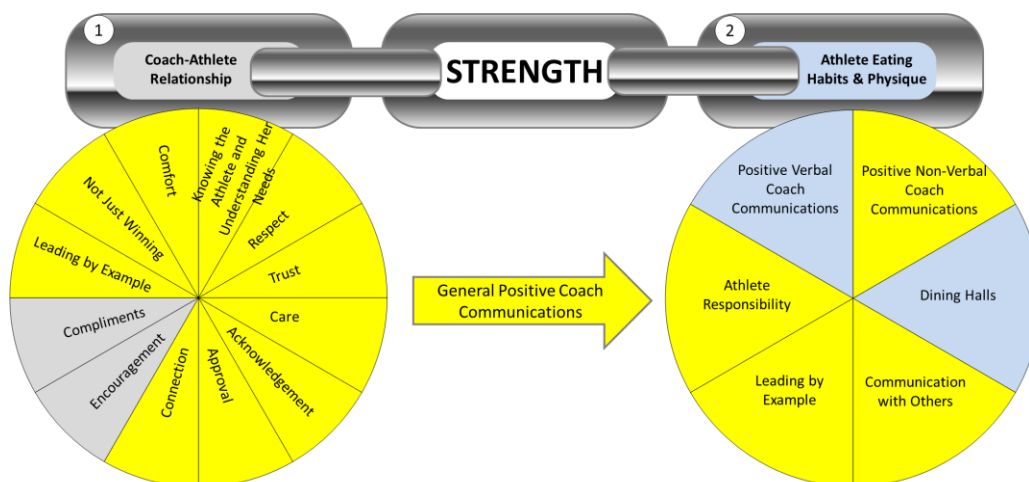 1
Coach-Athlete
Relationship
STRENGTH
2
Athlete Eating
Habits & Physique
Comfort
Knowing the
Athlete and
Understanding Her
Needs
Respect
Trust
Care
Acknowledgement
Approval
Connection
Encouragement
Compliments
Leading by Example
Not Just Winning
General Positive Coach
Communications
Positive Verbal
Coach
Communications
Positive Non-Verbal
Coach
Communications
Dining Halls
Communication
with Others
Leading by
Example
Athlete
Responsibility